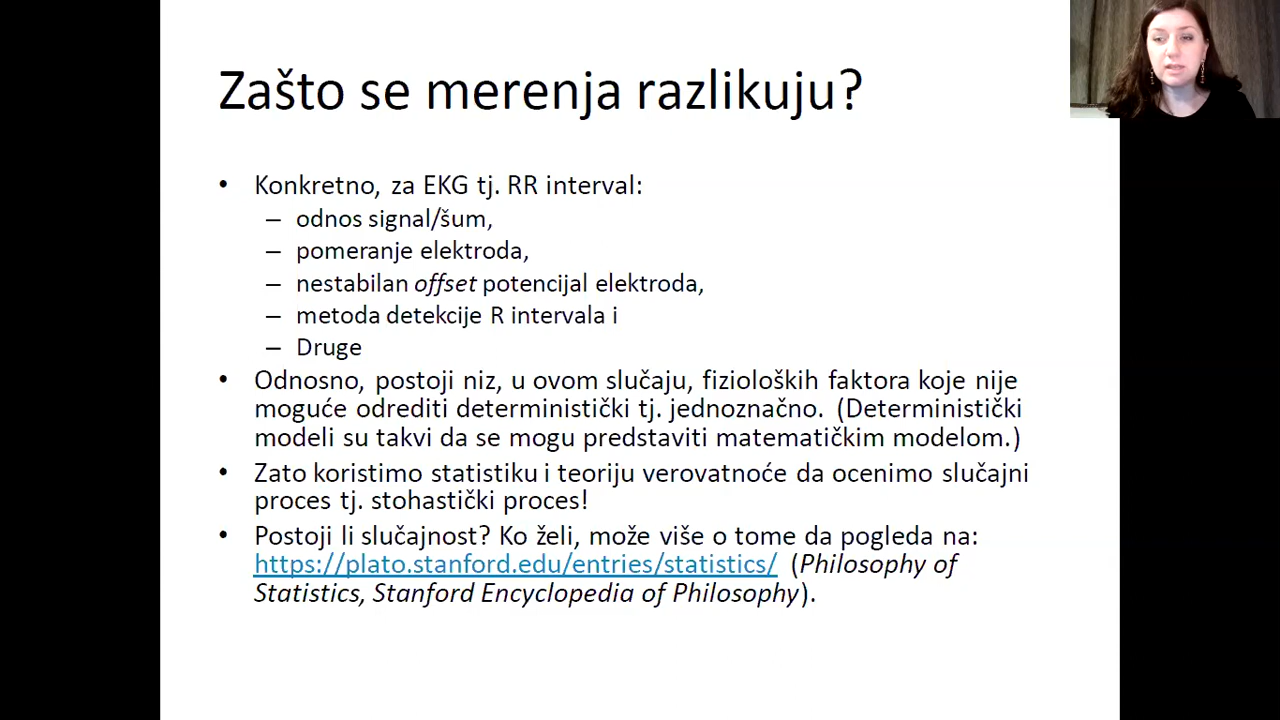 Zašto se merenja razlikuju?
• Konkretno, za EKG tj. RR interval:
– odnos signal/šum,
– pomeranje elektroda,
– nestabilan offset potencijal elektroda,
– metoda detekcije R intervala i
– Druge
• Odnosno, postoji niz, u ovom slučaju, fizioloških faktora koje nije
moguće odrediti deterministički tj. jednoznačno. (Deterministički
modeli su takvi da se mogu predstaviti matematičkim modelom.)
• Zato koristimo statistiku i teoriju verovatnoće da ocenimo slučajni
proces tj. stohastički proces!
• Postoji li slučajnost? Ko želi, može više o tome da pogleda na:
https://plato.stanford.edu/entries/statistics/ (Philosophy of
Statistics, Stanford Encyclopedia of Philosophy).